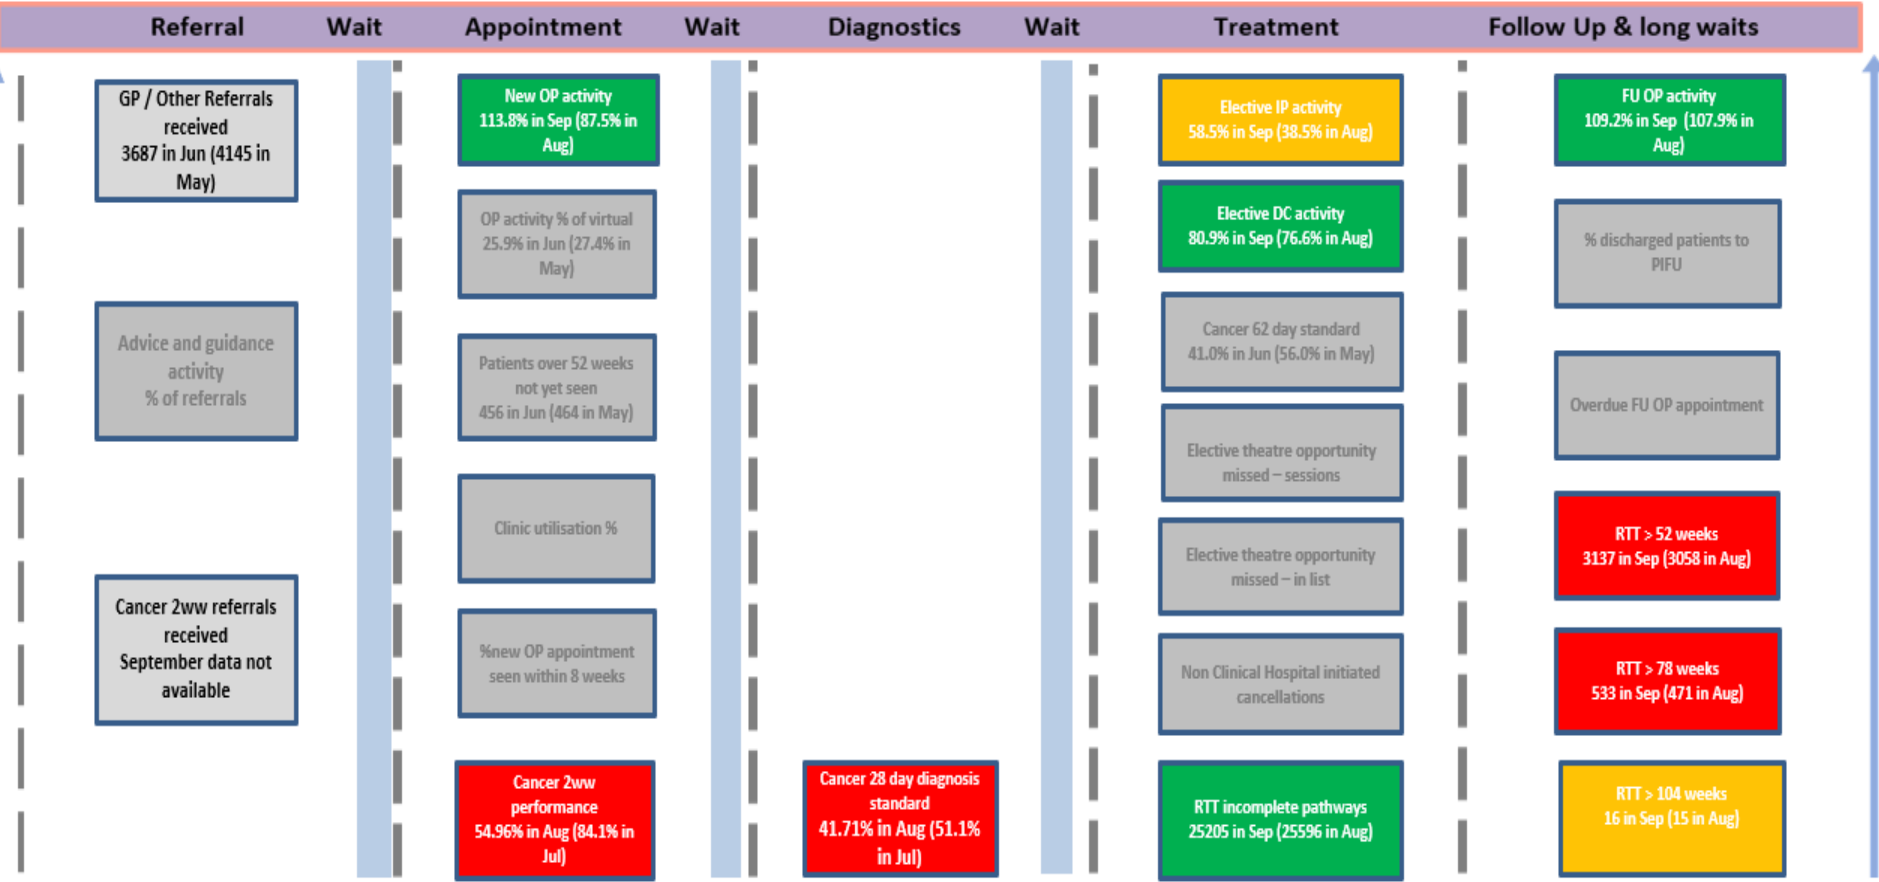 Referral Wait Appointment Wait Diagnostics Wait Treatment Follow Up & long waits
GP / Other Referrals
received
3687 in Jun (4145 in
May)
Advice and guidance
activity
% of referrals
Cancer 2ww referrals
received
September data not
available
New OP activity
113.8% in Sep (87.5% in
Aug)
OP activity % of virtual
25.9% in Jun (27.4% in
May)
Patients over 52 weeks
not yet seen
456 in Jun (464 in May)
Clinic utilisation %
%new OP appointment
seen within 8 weeks
Cancer 2ww
performance
54.96% in Aug (84.1% in
Jul)
Cancer 28 day diagnosis
standard
41.71% in Aug (51.1%
in Jul)
Elective IP activity
58.5% in Sep (38.5% in Aug)
Elective DC activity
80.9% in Sep (76.6% in Aug)
Cancer 62 day standard
41.0% in Jun (56.0% in May)
Elective theatre opportunity
missed – sessions
Elective theatre opportunity
missed – in list
Non Clinical Hospital initiated
cancellations
RTT incomplete pathways
25205 in Sep (25596 in Aug)
FU OP activity
109.2% in Sep (107.9% in
Aug)
% discharged patients to
PIFU
Overdue FU OP appointment
RTT > 52 weeks
3137 in Sep (3058 in Aug)
RTT > 78 weeks
533 in Sep (471 in Aug)
RTT > 104 weeks
16 in Sep (15 in Aug)